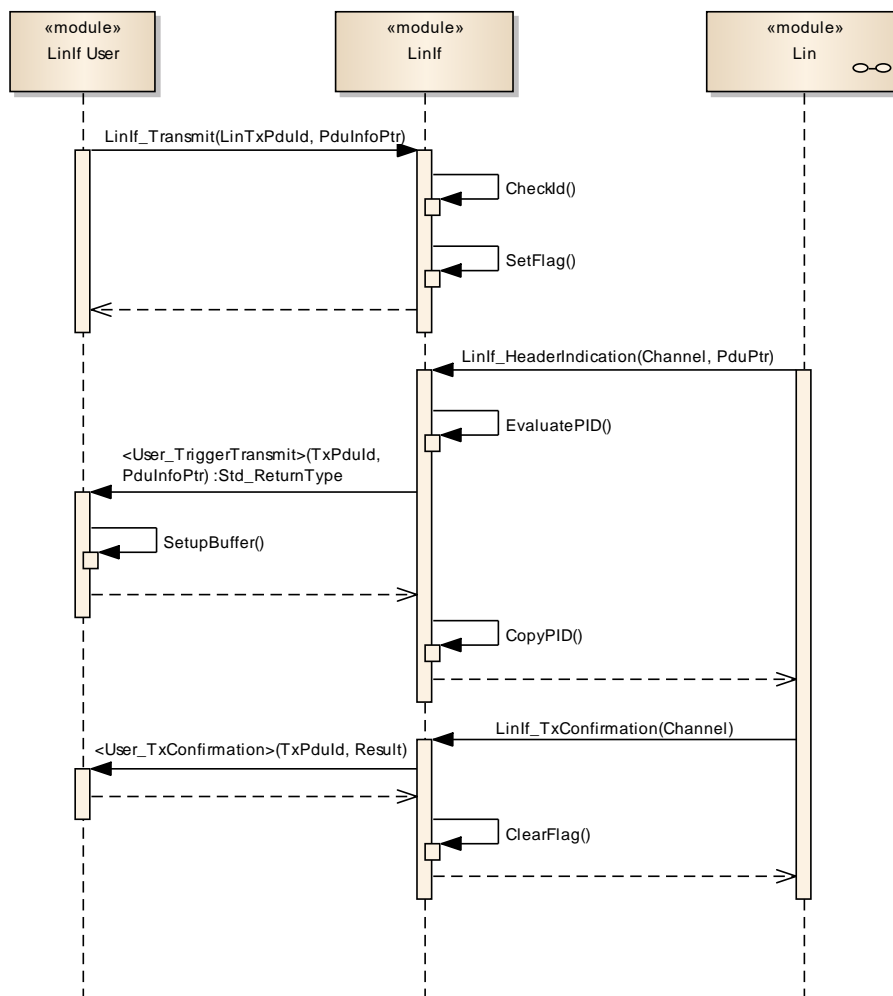 «module»
LinIf User
«module»
LinIf
«module»
Lin
LinIf_Transmit(LinTxPduId, PduInfoPtr)
CheckId()
SetFlag()
LinIf_HeaderIndication(Channel, PduPtr)
EvaluatePID()
<User_TriggerTransmit>(TxPduId,
PduInfoPtr) :Std_ReturnType
SetupBuffer()
CopyPID()
LinIf_TxConfirmation(Channel)
<User_TxConfirmation>(TxPduId, Result)
ClearFlag()